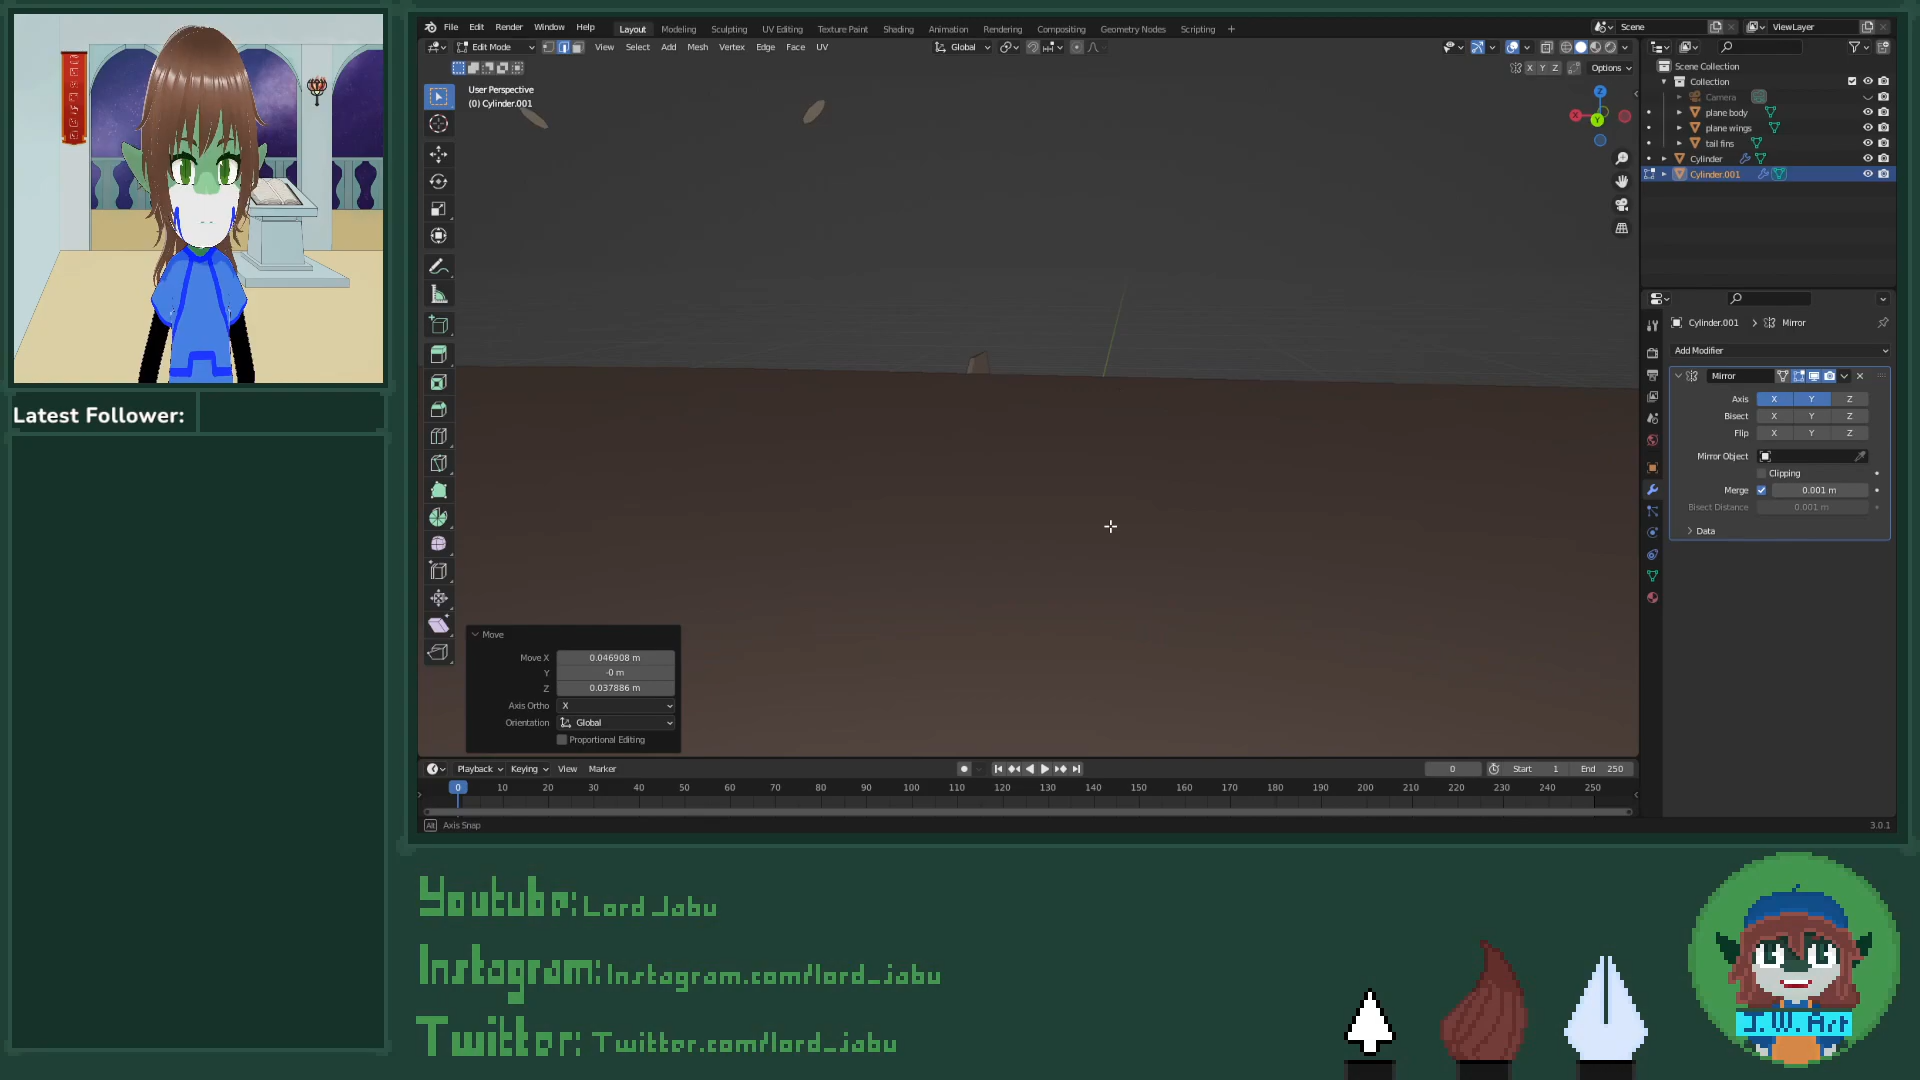 File Edit Render Window Help Layout Modeling Sculpting UV Editing Texture Paint Shading Animation Rendering Compositing Geometry Nodes Scripting + Scene ViewLayer
Edit Mode View Select Add Mesh Vertex Edge Face UV Global
X Y Z Options
User Perspective
(0) Cylinder.001
Z
X
Y
Scene Collection
Collection
Camera
plane body
plane wings
tail fins
Cylinder
Cylinder.001
Cylinder.001 > Mirror
Add Modifier
Mirror
Axis X Y Z
Bisect X Y Z
Flip X Y Z
Mirror Object
Clipping
Merge 0.001 m
Bisect Distance 0.001 m
Data
Latest Follower:
Move
Move X 0.046908 m
Y -0 m
Z 0.037886 m
Axis Ortho X
Orientation Global
Proportional Editing
Playback Keying View Marker 0 Start 1 End 250
0 10 20 30 40 50 60 70 80 90 100 110 120 130 140 150 160 170 180 190 200 210 220 230 240 250
Alt Axis Snap 3.0.1
Youtube: Lord Jabu
Instagram: Instagram.com/lord_jabu
Twitter: Twitter.com/lord_jabu
J.W. Art